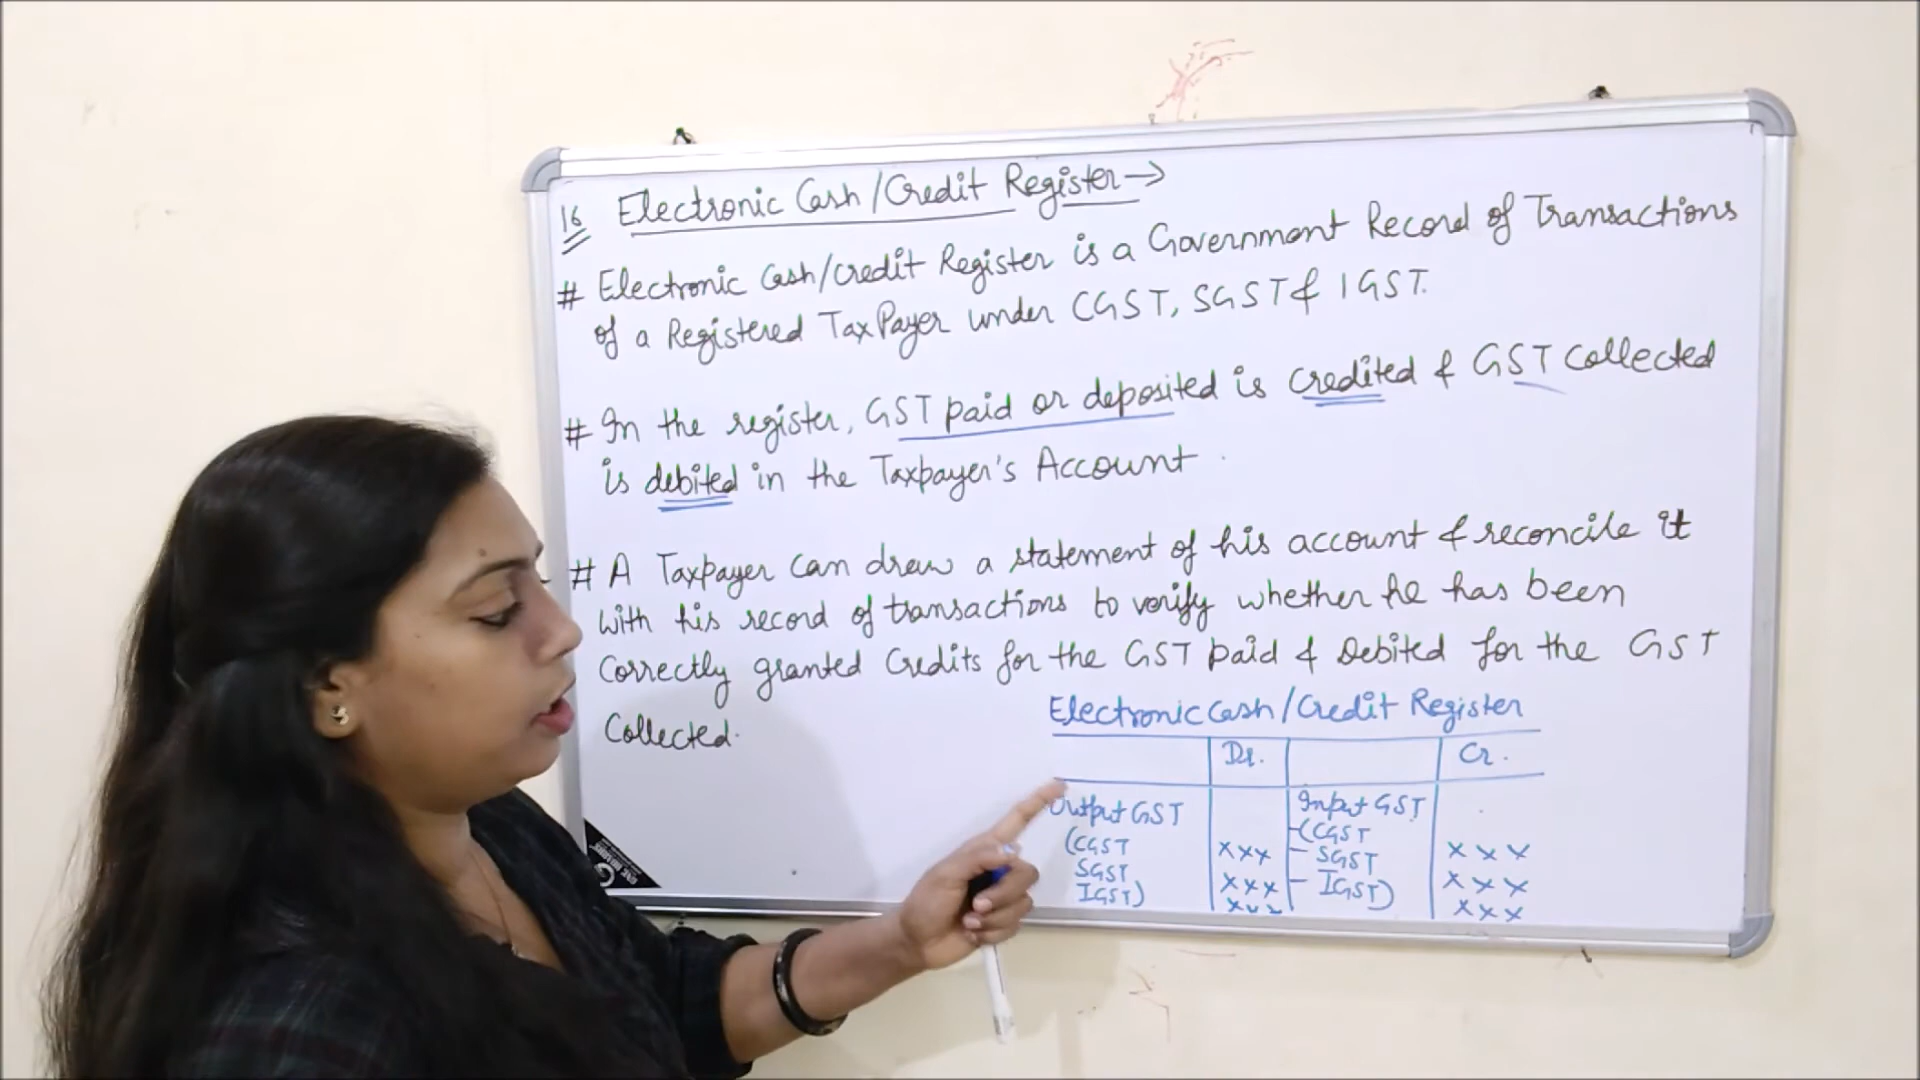 16 Electronic Cash/Credit Register→
# Electronic Cash/Credit Register is a Government Record of Transactions
of a Registered TaxPayer under CGST, SGST & IGST.
# In the register, GST paid or deposited is credited & GST Collected
is debited in the Taxpayer's Account.
# A Taxpayer can draw a statement of his account & reconcile it
with his record of transactions to verify whether he has been
Correctly granted Credits for the GST paid & Debited for the GST
Collected.
Electronic Cash/Credit Register
Dr. Cr.
Output GST Input GST
(CGST xxx -(CGST xxx
SGST xxx - SGST xxx
IGST) xxx - IGST) xxx